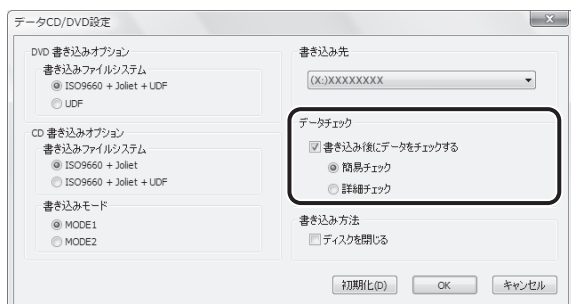 データCD/DVD設定
DVD 書き込みオプション
書き込みファイルシステム
ISO9660 + Joliet + UDF
UDF
CD 書き込みオプション
書き込みファイルシステム
ISO9660 + Joliet
ISO9660 + Joliet + UDF
書き込みモード
MODE1
MODE2
書き込み先
(X:)XXXXXXXX
データチェック
書き込み後にデータをチェックする
簡易チェック
詳細チェック
書き込み方法
ディスクを閉じる
初期化(D)
OK
キャンセル